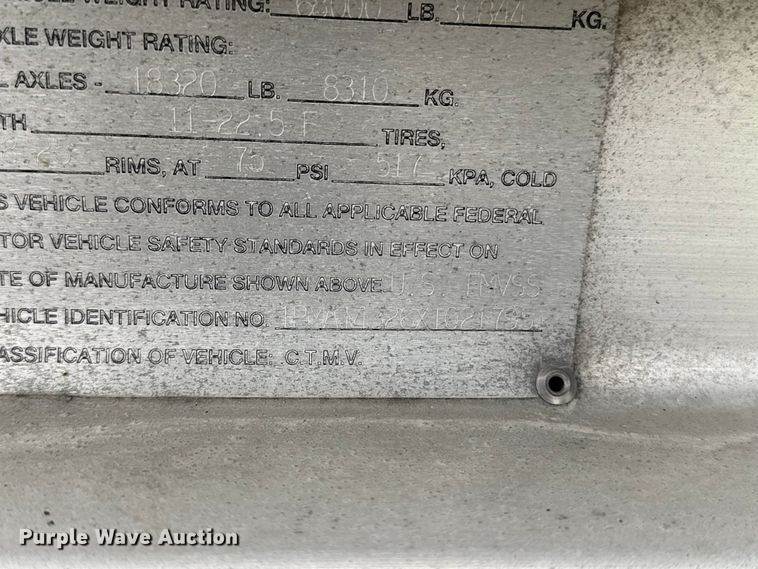 WEIGHT RATING: 68000 LB. 30844 KG.
XLE WEIGHT RATING:
L AXLES - 18320 LB. 8310 KG.
TH 11-22.5 F TIRES,
RIMS, AT 75 PSI 517 KPA, COLD
S VEHICLE CONFORMS TO ALL APPLICABLE FEDERAL
TOR VEHICLE SAFETY STANDARDS IN EFFECT ON
TE OF MANUFACTURE SHOWN ABOVE U.S. FMVSS
HICLE IDENTIFICATION NO.
ASSIFICATION OF VEHICLE: C.T.M.V.
Purple Wave Auction